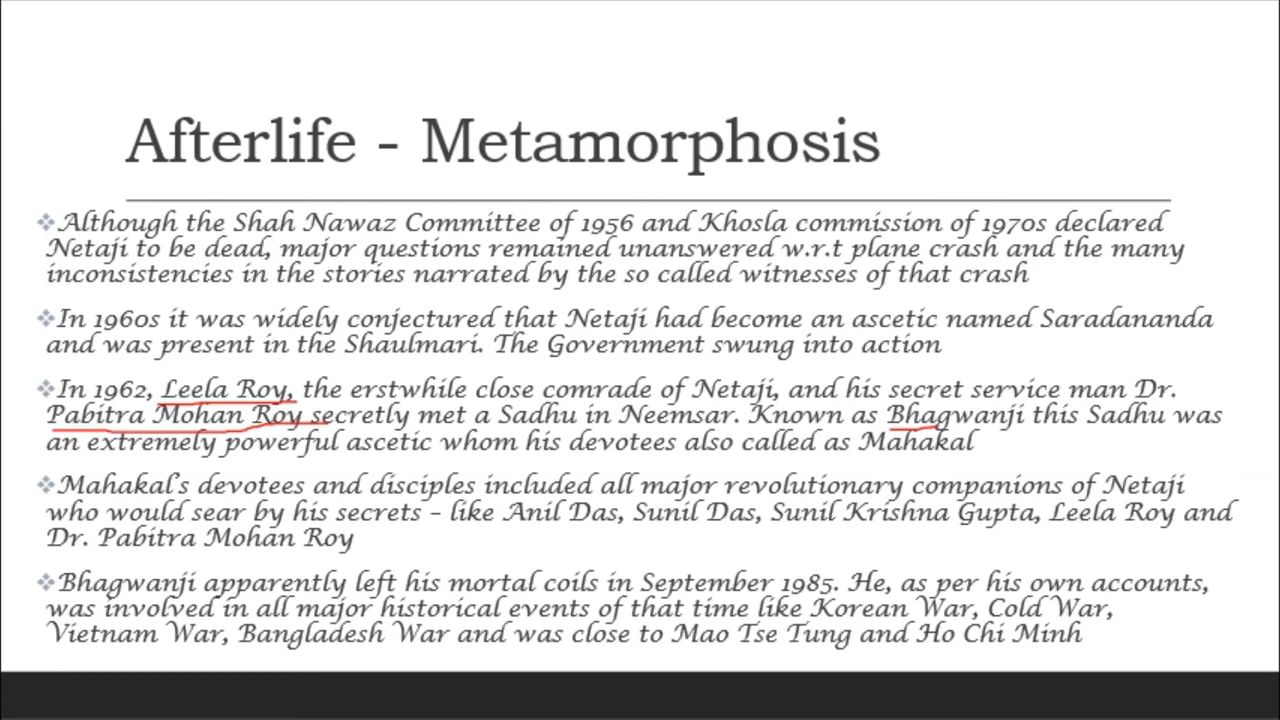 Afterlife - Metamorphosis
❖Although the Shah Nawaz Committee of 1956 and Khosla commission of 1970s declared
Netaji to be dead, major questions remained unanswered w.r.t plane crash and the many
inconsistencies in the stories narrated by the so called witnesses of that crash
❖In 1960s it was widely conjectured that Netaji had become an ascetic named Saradananda
and was present in the Shaulmari. The Government swung into action
❖In 1962, Leela Roy, the erstwhile close comrade of Netaji, and his secret service man Dr.
Pabitra Mohan Roy secretly met a Sadhu in Neemsar. Known as Bhagwanji this Sadhu was
an extremely powerful ascetic whom his devotees also called as Mahakal
❖Mahakal's devotees and disciples included all major revolutionary companions of Netaji
who would sear by his secrets – like Anil Das, Sunil Das, Sunil Krishna Gupta, Leela Roy and
Dr. Pabitra Mohan Roy
❖Bhagwanji apparently left his mortal coils in September 1985. He, as per his own accounts,
was involved in all major historical events of that time like Korean War, Cold War,
Vietnam War, Bangladesh War and was close to Mao Tse Tung and Ho Chi Minh